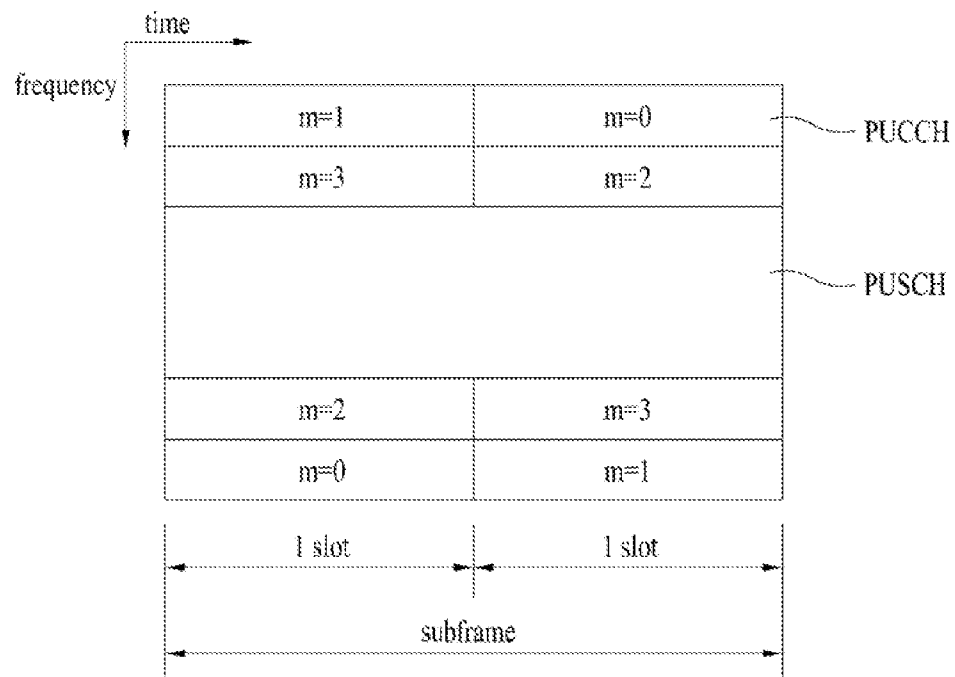 time
frequency
m=1 m=0
PUCCH
m=3 m=2
PUSCH
m=2 m=3
m=0 m=1
1 slot 1 slot
subframe